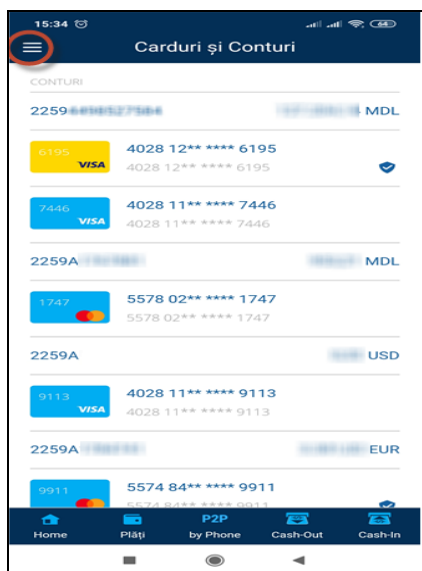 15:34 64
Carduri și Conturi
CONTURI
2259 MDL
6195 4028 12** **** 6195
VISA 4028 12** **** 6195
7446 4028 11** **** 7446
VISA 4028 11** **** 7446
2259A MDL
1747 5578 02** **** 1747
5578 02** **** 1747
2259A USD
9113 4028 11** **** 9113
VISA 4028 11** **** 9113
2259A EUR
9911 5574 84** **** 9911
5574 84** **** 9911
P2P
Home Plăți by Phone Cash-Out Cash-In